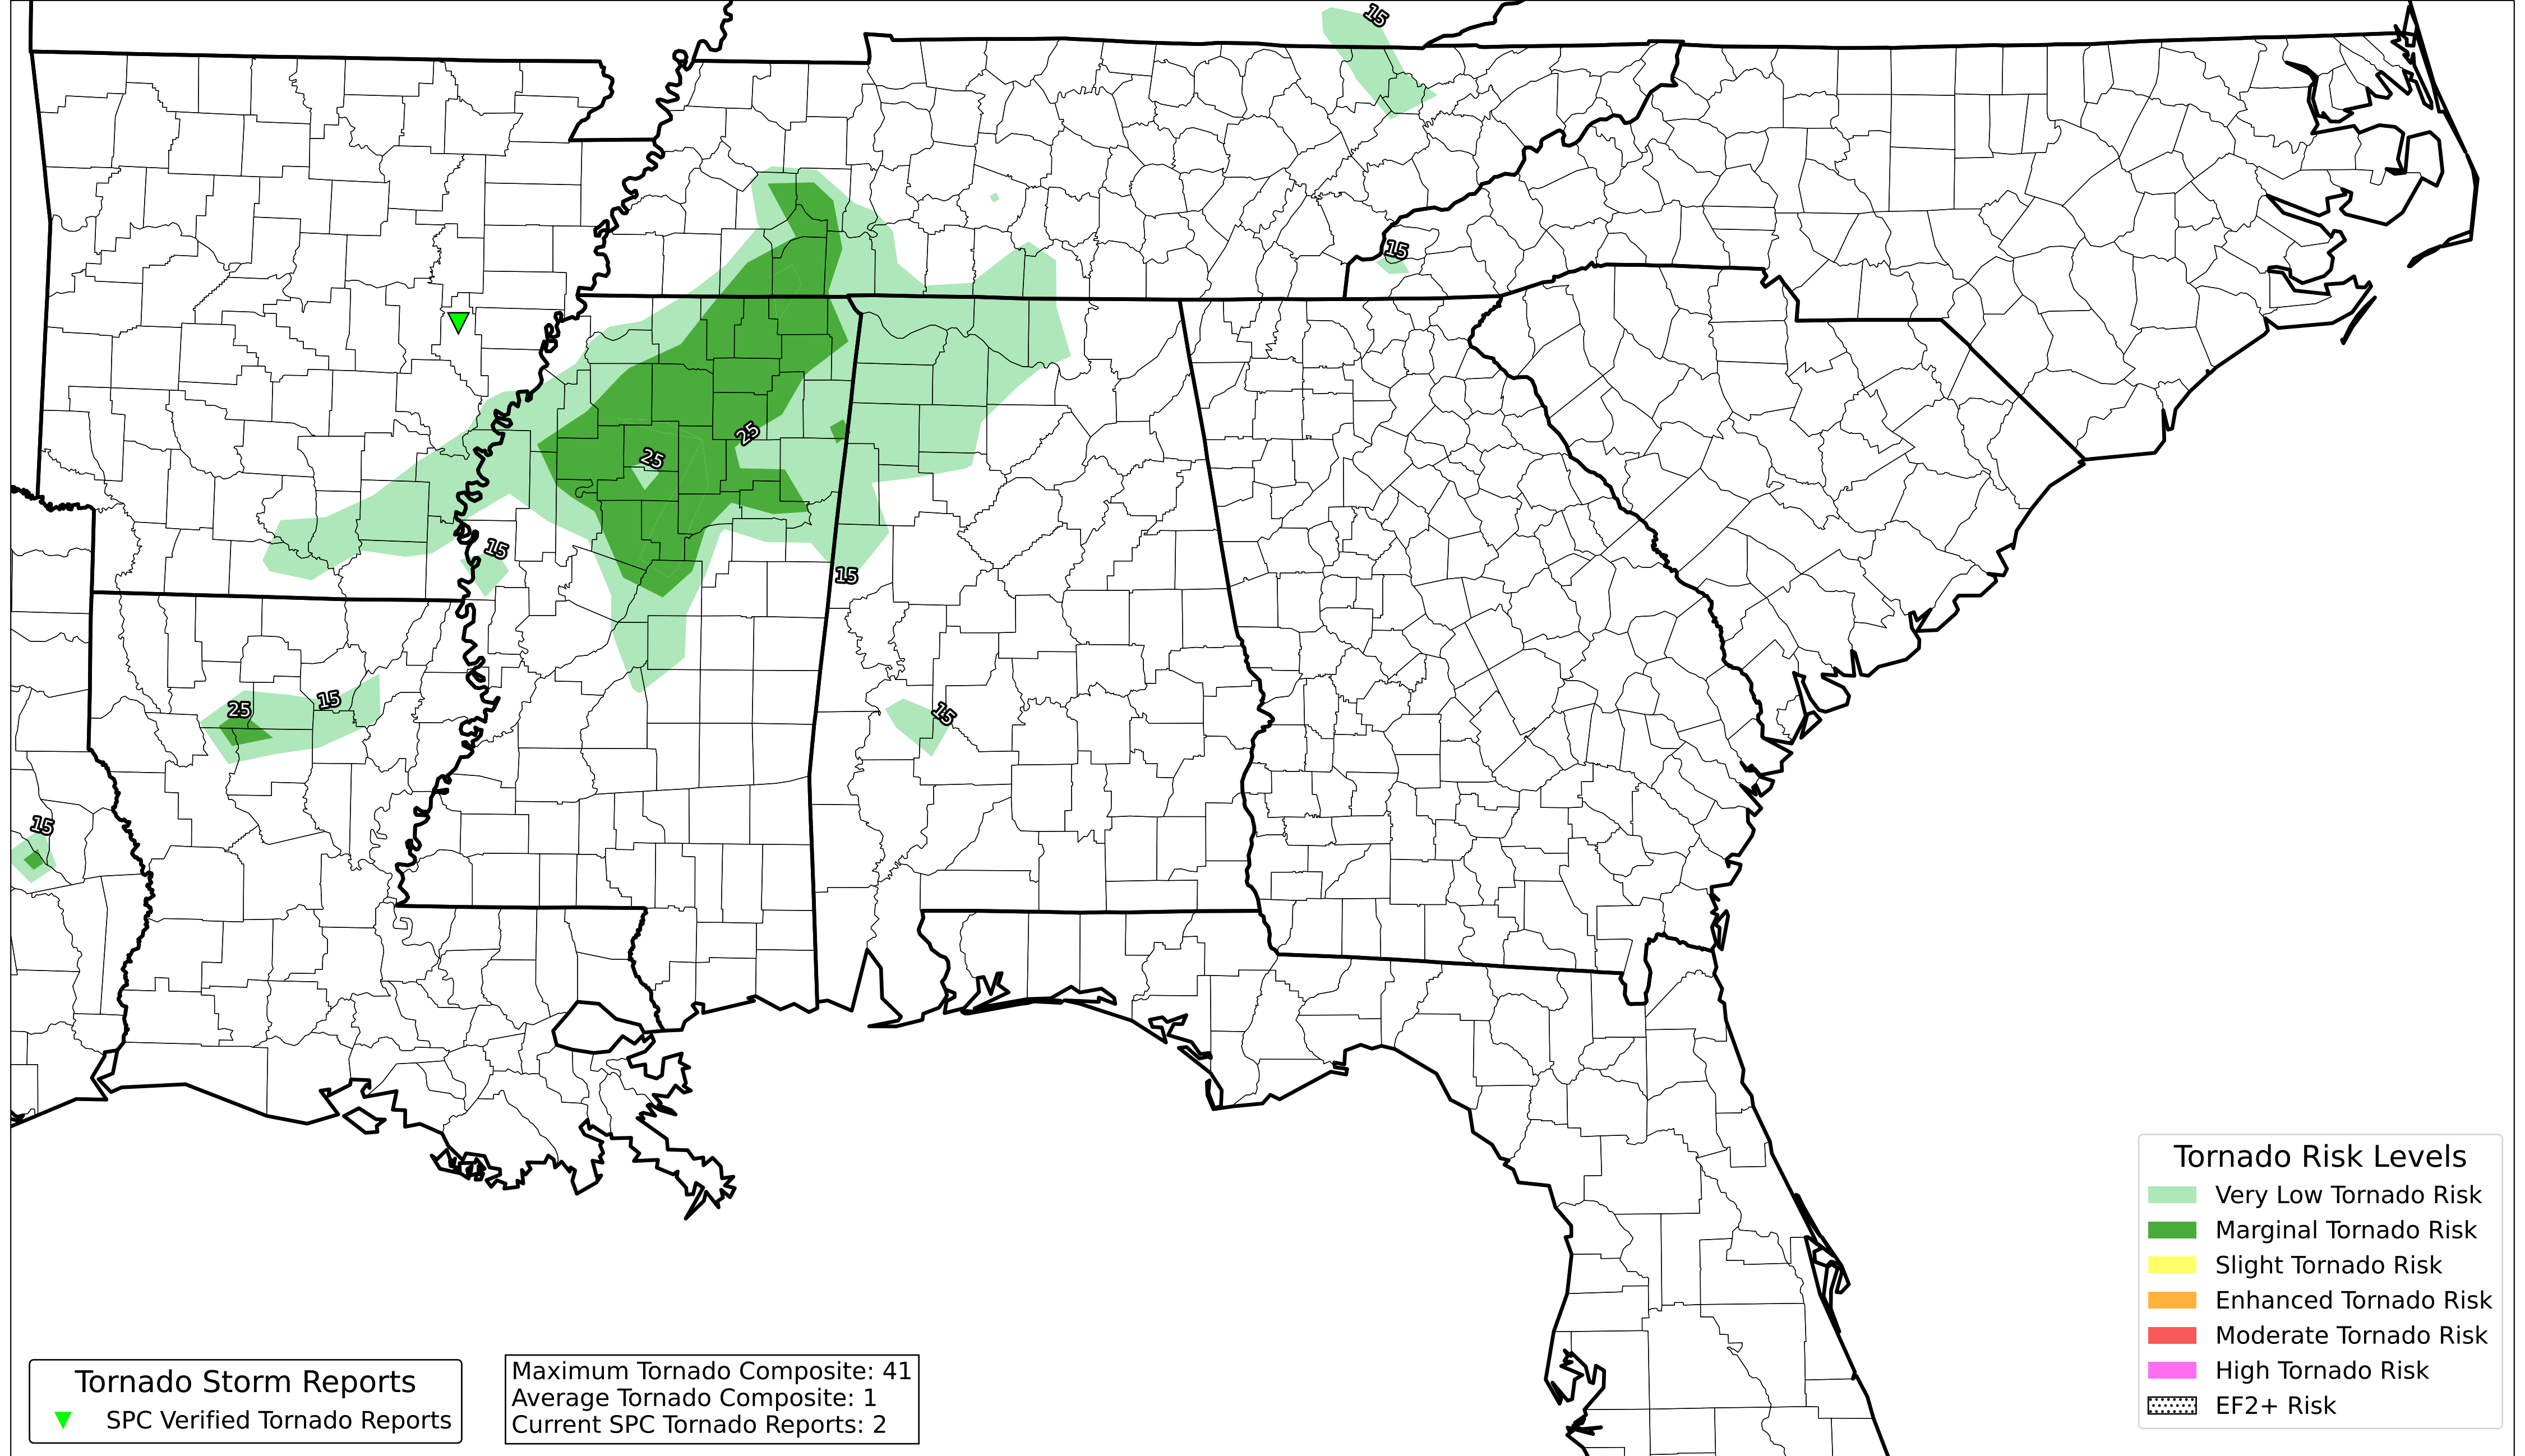 15
15
25
25
15
15
25
15
15
15
Tornado Risk Levels
Very Low Tornado Risk
Marginal Tornado Risk
Slight Tornado Risk
Enhanced Tornado Risk
Moderate Tornado Risk
High Tornado Risk
EF2+ Risk
Tornado Storm Reports
SPC Verified Tornado Reports
Maximum Tornado Composite: 41
Average Tornado Composite: 1
Current SPC Tornado Reports: 2